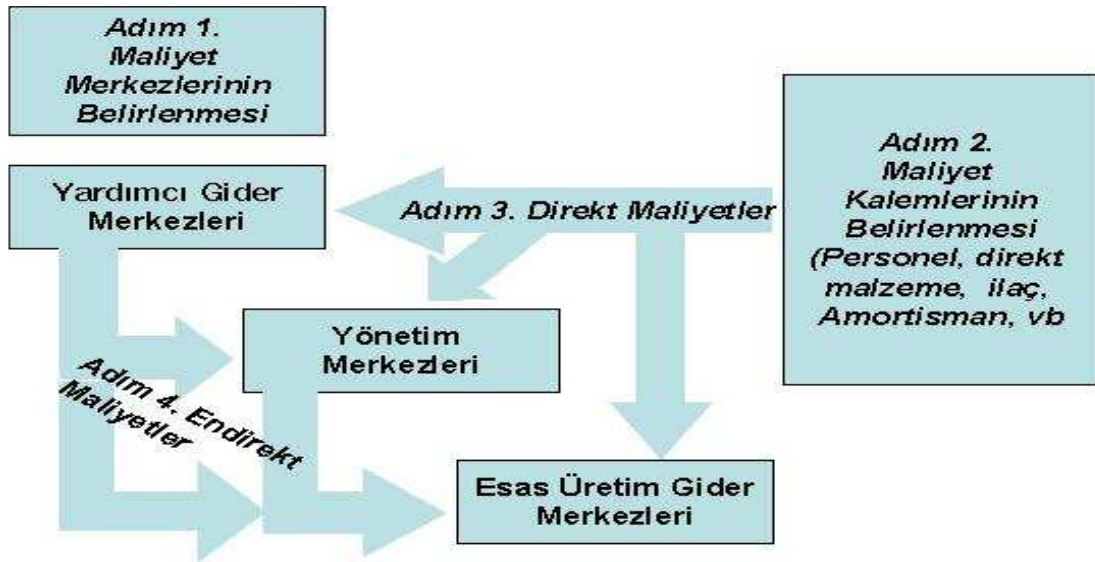 Adım 1.
Maliyet
Merkezlerinin
Belirlenmesi
Yardımcı Gider
Merkezleri
Adım 3. Direkt Maliyetler
Adım 2.
Maliyet
Kalemlerinin
Belirlenmesi
(Personel, direkt
malzeme, ilaç,
Amortisman, vb
Yönetim
Merkezleri
Adım 4. Endirekt
Maliyetler
Esas Üretim Gider
Merkezleri